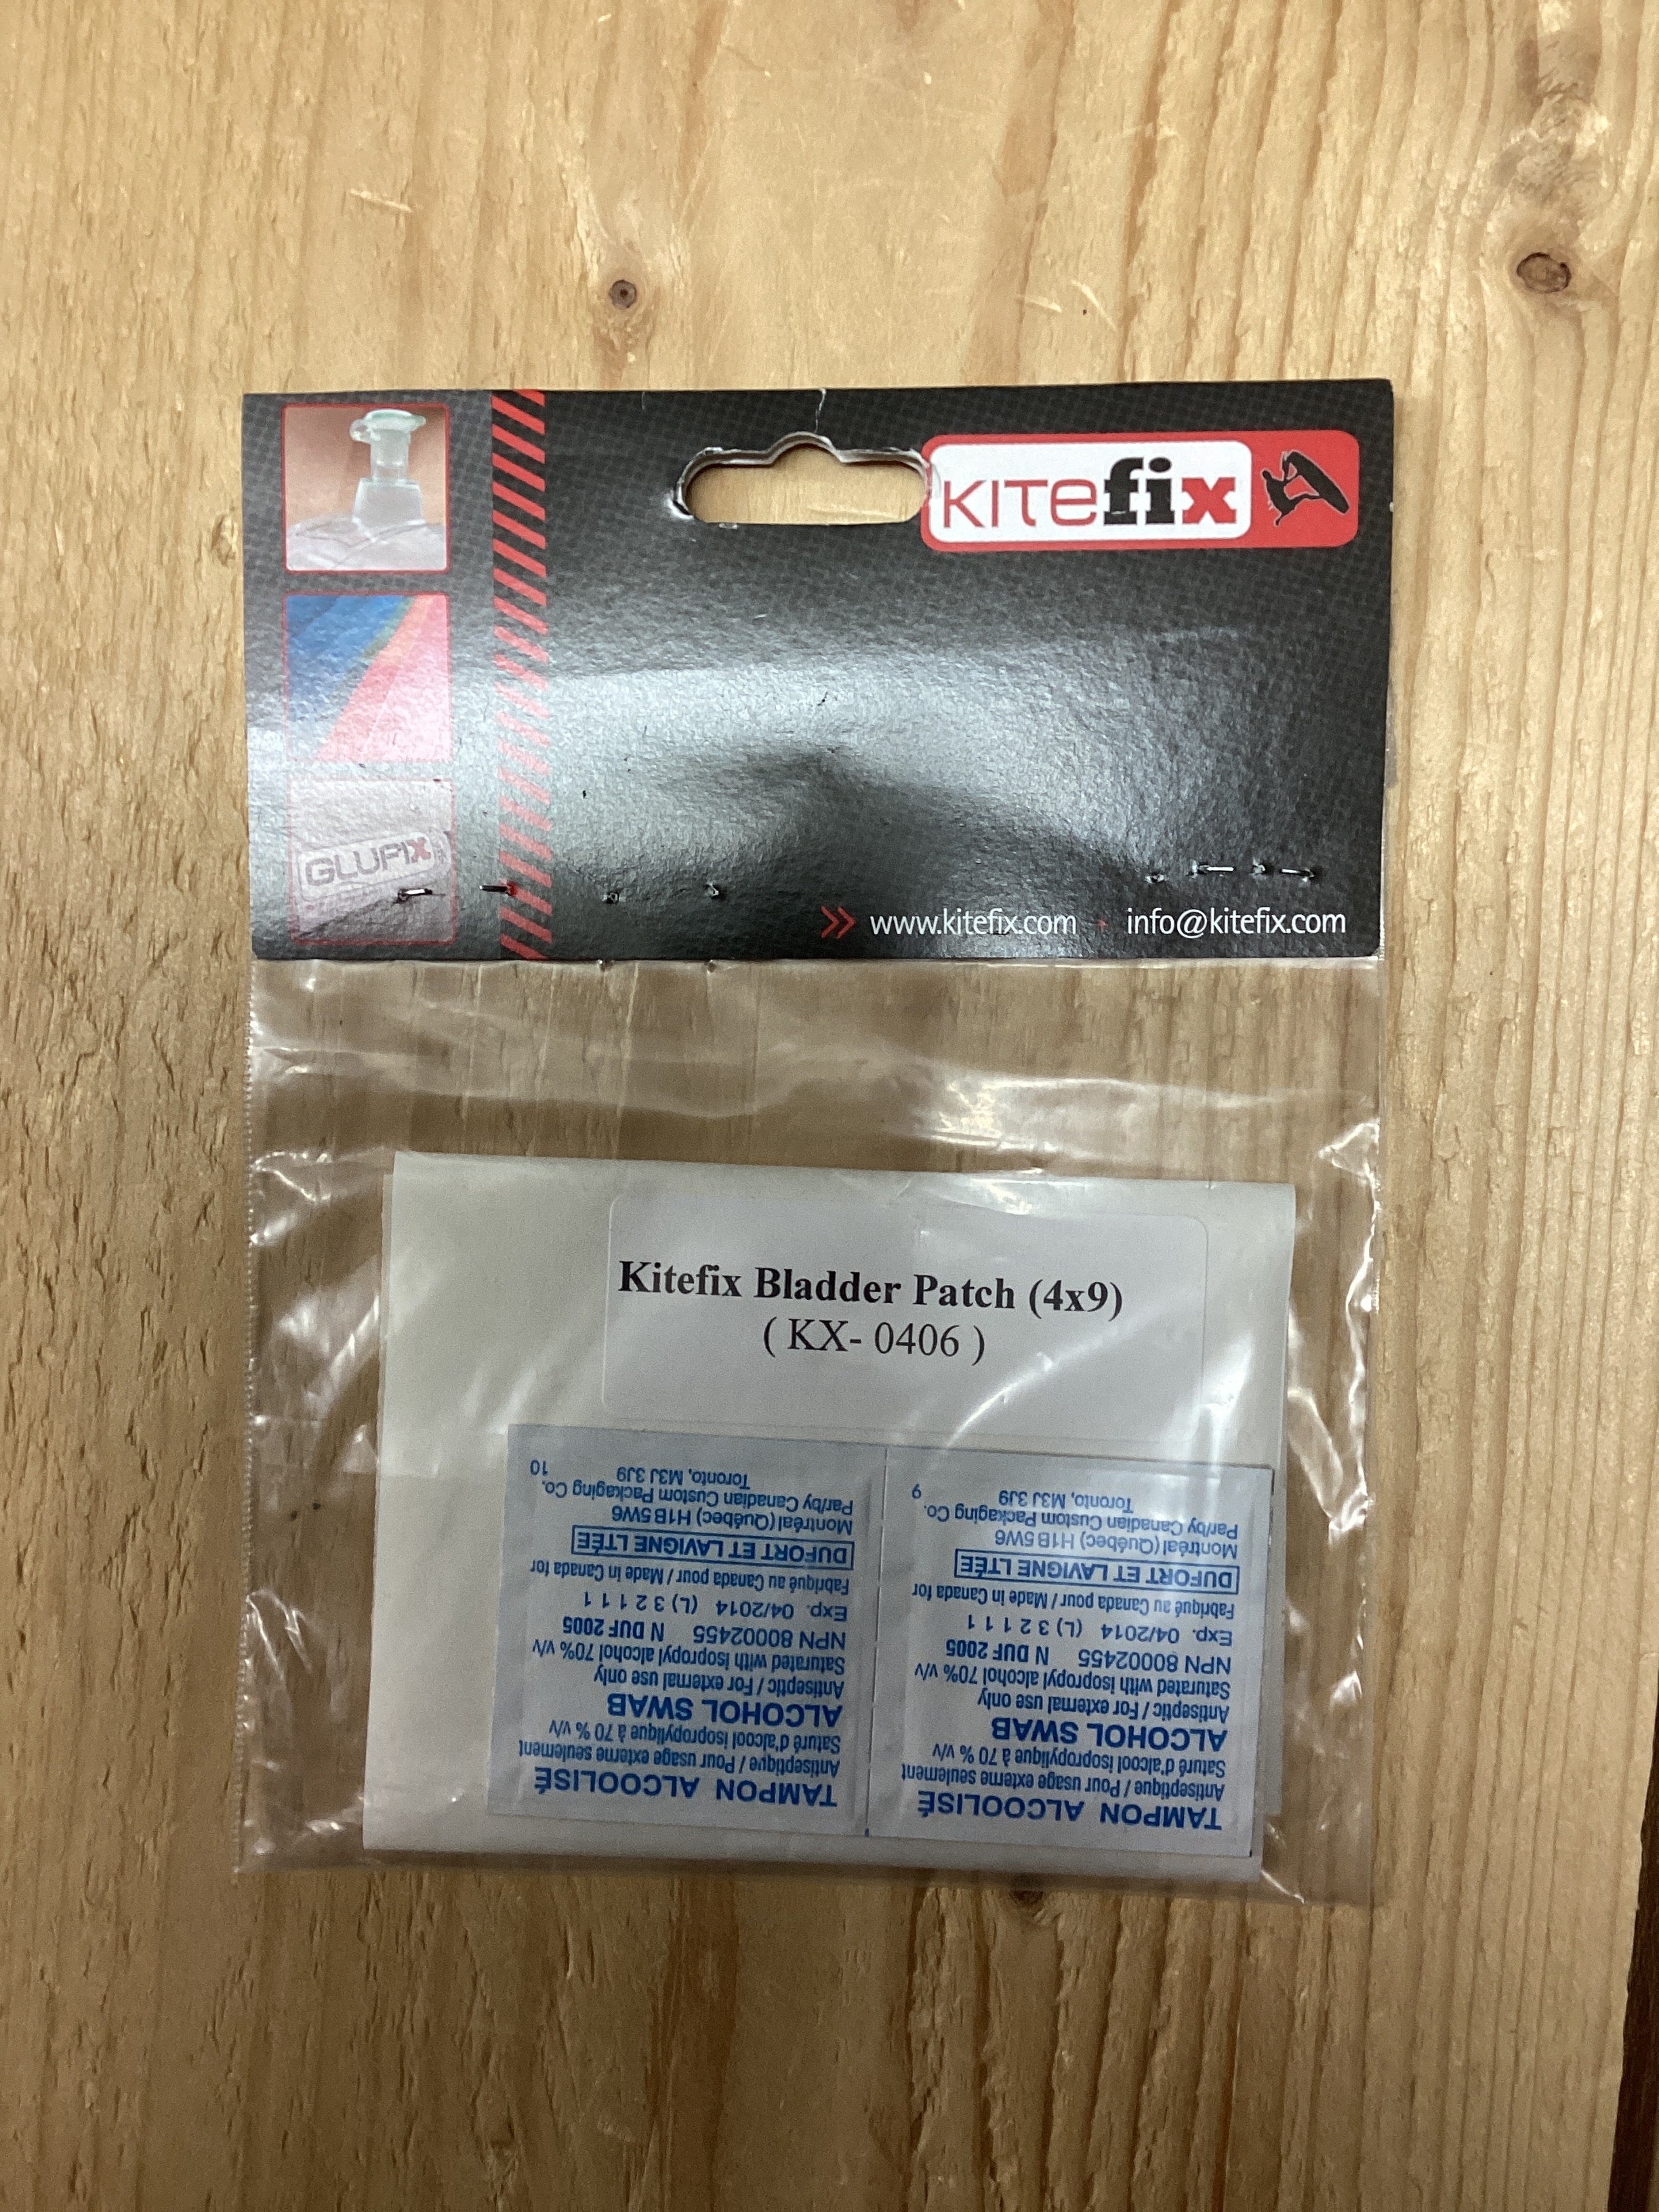 KITEfix
GLUFIX
www.kitefix.com
info@kitefix.com
Kitefix Bladder Patch (4x9)
( KX- 0406 )
TAMPON ALCOOLISÉ
Antiseptique / Pour usage externe seulement
Saturé d'alcool isopropylique à 70 % v/v
ALCOHOL SWAB
Antiseptic / For external use only
Saturated with isopropyl alcohol 70% v/v
NPN 80002455 N DUF 2005
Exp. 04/2014 (L) 3 2 1 1 1
Fabriqué au Canada pour / Made in Canada for
DUFORT ET LAVIGNE LTÉE
Montréal (Québec) H1B 5W6
Par/by Canadian Custom Packaging Co.
Toronto, M3J 3J9
9
TAMPON ALCOOLISÉ
Antiseptique / Pour usage externe seulement
Saturé d'alcool isopropylique à 70 % v/v
ALCOHOL SWAB
Antiseptic / For external use only
Saturated with isopropyl alcohol 70% v/v
NPN 80002455 N DUF 2005
Exp. 04/2014 (L) 3 2 1 1 1
Fabriqué au Canada pour / Made in Canada for
DUFORT ET LAVIGNE LTÉE
Montréal (Québec) H1B 5W6
Par/by Canadian Custom Packaging Co.
Toronto, M3J 3J9
10